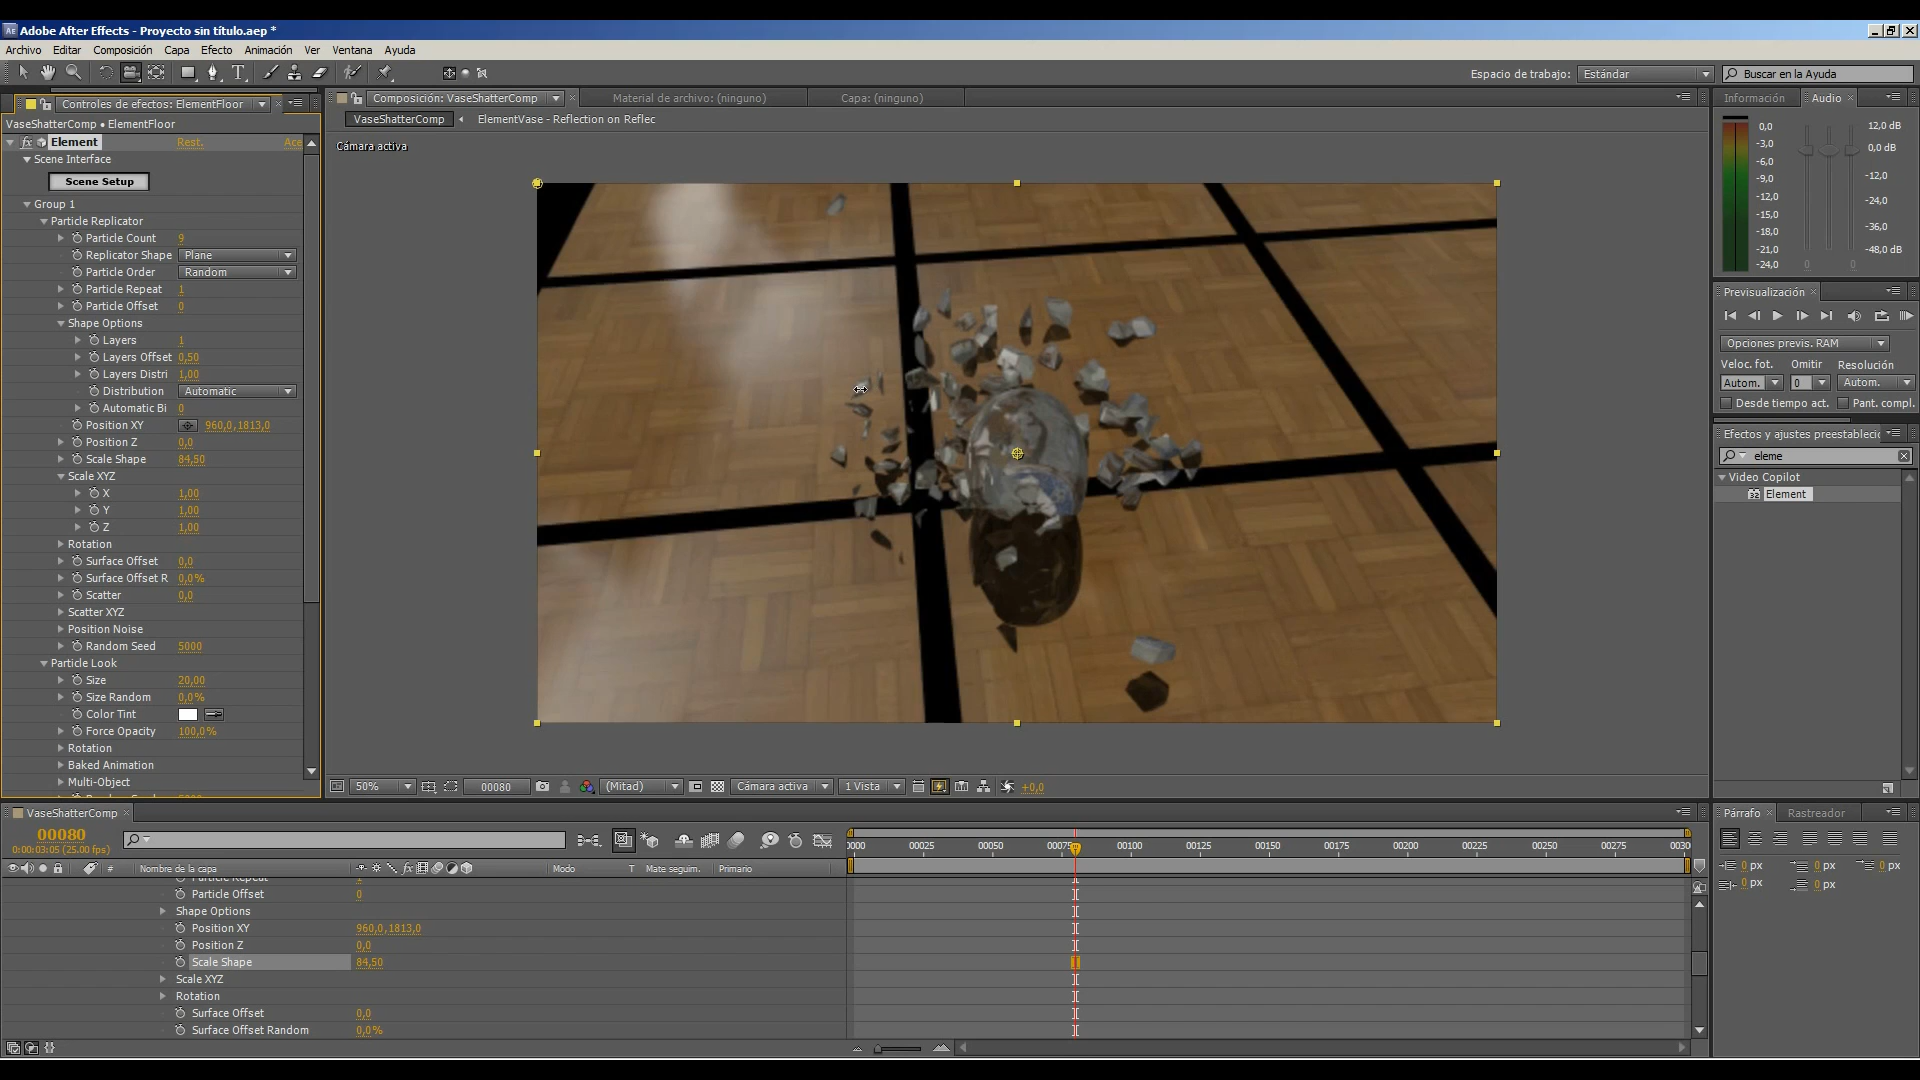 Adobe After Effects - Proyecto sin título.aep *
Archivo Editar Composición Capa Efecto Animación Ver Ventana Ayuda
Espacio de trabajo: Estándar
Buscar en la Ayuda
Controles de efectos: ElementFloor
VaseShatterComp • ElementFloor
Element Rest. Ace
Scene Interface
Scene Setup
Group 1
Particle Replicator
Particle Count 9
Replicator Shape Plane
Particle Order Random
Particle Repeat 1
Particle Offset 0
Shape Options
Layers 1
Layers Offset 0,50
Layers Distri 1,00
Distribution Automatic
Automatic Bi 0
Position XY 960,0,1813,0
Position Z 0,0
Scale Shape 84,50
Scale XYZ
X 1,00
Y 1,00
Z 1,00
Rotation
Surface Offset 0,0
Surface Offset R 0,0%
Scatter 0,0
Scatter XYZ
Position Noise
Random Seed 5000
Particle Look
Size 20,00
Size Random 0,0%
Color Tint
Force Opacity 100,0%
Rotation
Baked Animation
Multi-Object
Composición: VaseShatterComp
Material de archivo: (ninguno)
Capa: (ninguno)
VaseShatterComp
ElementVase - Reflection on Reflec
Cámara activa
50% 00080 (Mitad) Cámara activa 1 Vista +0,0
Información Audio
0,0
-3,0
-6,0
-9,0
-12,0
-15,0
-18,0
-21,0
-24,0
12,0 dB
0,0 dB
-12,0
-24,0
-36,0
-48,0 dB
0 0
Previsualización
Opciones previs. RAM
Veloc. fot. Omitir Resolución
Autom. 0 Autom.
Desde tiempo act. Pant. compl.
Efectos y ajustes preestablecic
eleme
Video Copilot
Element
VaseShatterComp
00080
0:00:03:05 (25.00 fps)
# Nombre de la capa Modo T Mate seguim. Primario
0000 00025 00050 00075 00100 00125 00150 00175 00200 00225 00250 00275 0030
Particle Repeat 1
Particle Offset 0
Shape Options
Position XY 960,0,1813,0
Position Z 0,0
Scale Shape 84,50
Scale XYZ
Rotation
Surface Offset 0,0
Surface Offset Random 0,0%
Párrafo Rastreador
0 px 0 px 0 px
0 px 0 px